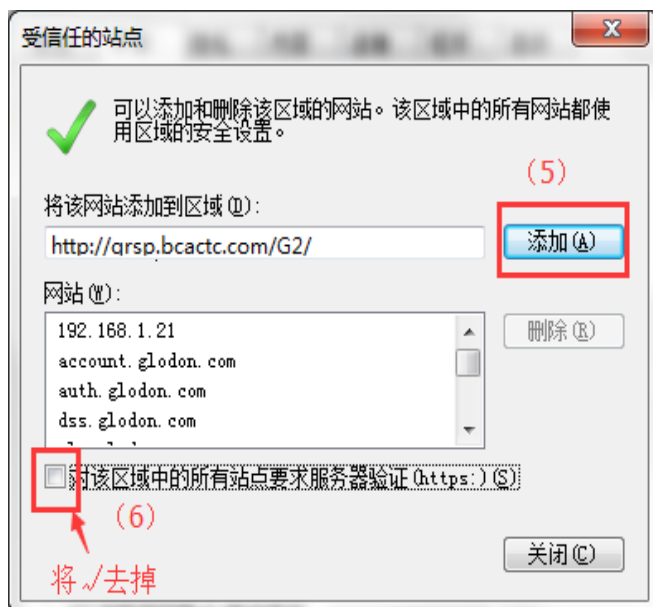 受信任的站点
可以添加和删除该区域的网站。该区域中的所有网站都使
用区域的安全设置。
(5)
将该网站添加到区域(D):
http://qrsp.bcactc.com/G2/
添加(A)
网站(W):
192.168.1.21
account.glodon.com
auth.glodon.com
dss.glodon.com
删除(R)
对该区域中的所有站点要求服务器验证(https:)(S)
(6)
将√去掉
关闭(C)